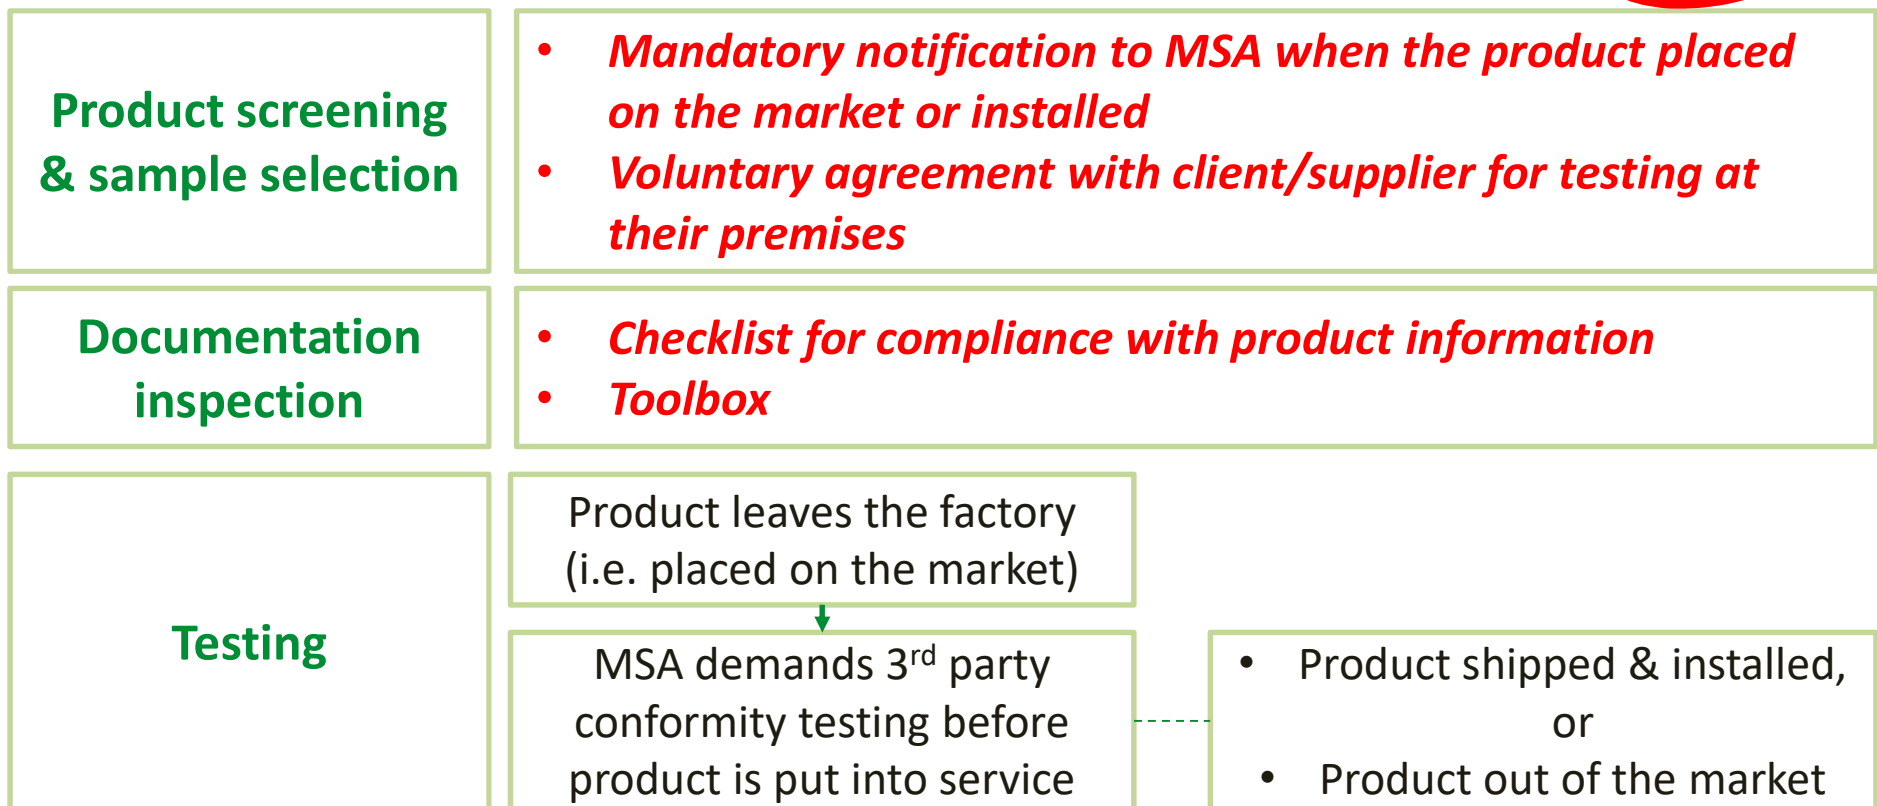 Product screening
& sample selection
• Mandatory notification to MSA when the product placed
on the market or installed
• Voluntary agreement with client/supplier for testing at
their premises
Documentation
inspection
• Checklist for compliance with product information
• Toolbox
Testing
Product leaves the factory
(i.e. placed on the market)
MSA demands 3rd party
conformity testing before
product is put into service
• Product shipped & installed,
or
• Product out of the market